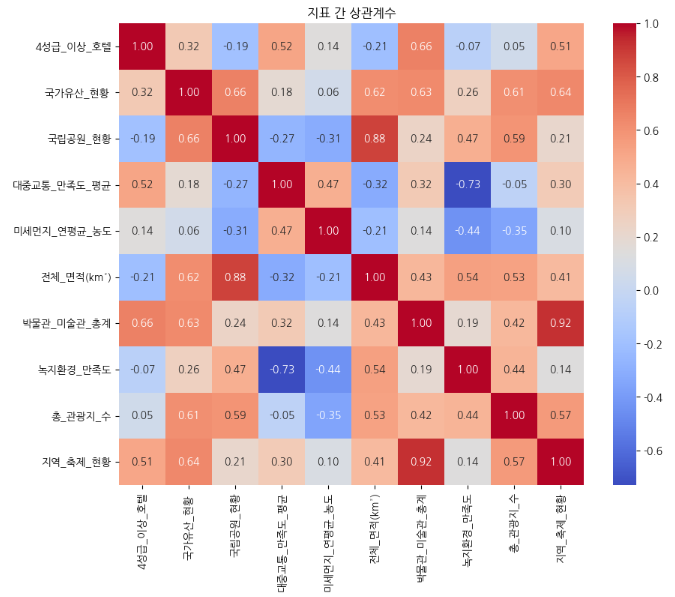 지표 간 상관계수
4성급_이상_호텔 1.00 0.32 -0.19 0.52 0.14 -0.21 0.66 -0.07 0.05 0.51
국가유산_현황 0.32 1.00 0.66 0.18 0.06 0.62 0.63 0.26 0.61 0.64
국립공원_현황 -0.19 0.66 1.00 -0.27 -0.31 0.88 0.24 0.47 0.59 0.21
대중교통_만족도_평균 0.52 0.18 -0.27 1.00 0.47 -0.32 0.32 -0.73 -0.05 0.30
미세먼지_연평균_농도 0.14 0.06 -0.31 0.47 1.00 -0.21 0.14 -0.44 -0.35 0.10
전체_면적(km´) -0.21 0.62 0.88 -0.32 -0.21 1.00 0.43 0.54 0.53 0.41
박물관_미술관_총계 0.66 0.63 0.24 0.32 0.14 0.43 1.00 0.19 0.42 0.92
녹지환경_만족도 -0.07 0.26 0.47 -0.73 -0.44 0.54 0.19 1.00 0.44 0.14
총_관광지_수 0.05 0.61 0.59 -0.05 -0.35 0.53 0.42 0.44 1.00 0.57
지역_축제_현황 0.51 0.64 0.21 0.30 0.10 0.41 0.92 0.14 0.57 1.00
4성급_이상_호텔
국가유산_현황
국립공원_현황
대중교통_만족도_평균
미세먼지_연평균_농도
전체_면적(km´)
박물관_미술관_총계
녹지환경_만족도
총_관광지_수
지역_축제_현황
1.0
0.8
0.6
0.4
0.2
0.0
-0.2
-0.4
-0.6